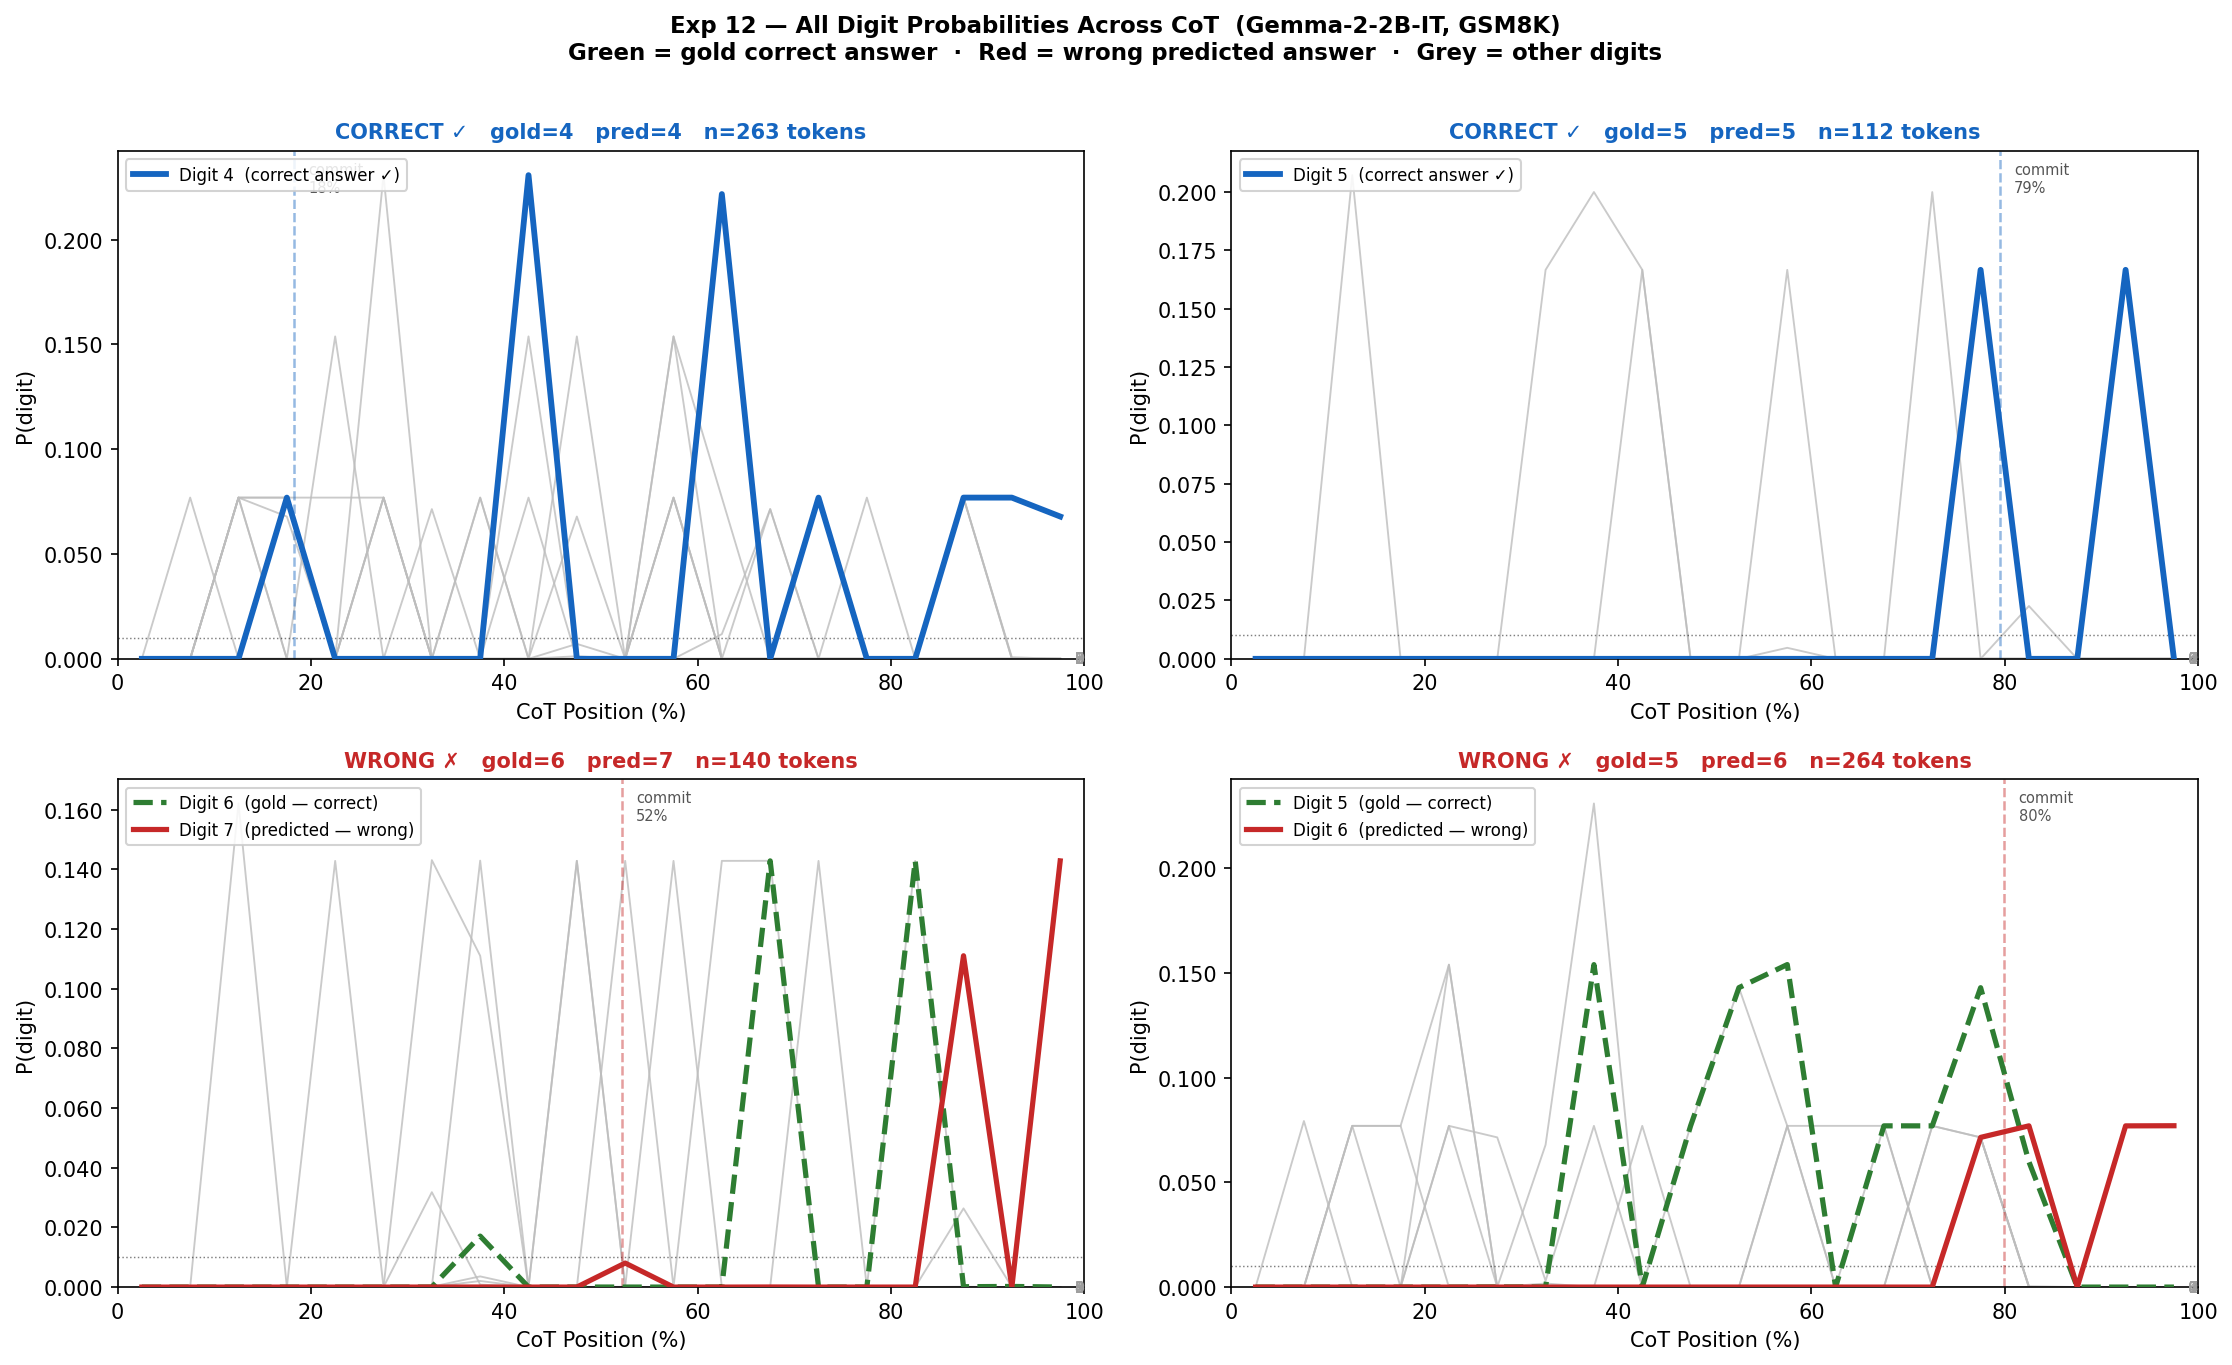 Exp 12 — All Digit Probabilities Across CoT  (Gemma-2-2B-IT, GSM8K)
Green = gold correct answer  ·  Red = wrong predicted answer  ·  Grey = other digits
CORRECT ✓   gold=4   pred=4   n=263 tokens
Digit 4  (correct answer ✓)
commit
18%
P(digit)
0.200
0.150
0.100
0.050
0.000
0 20 40 60 80 100
CoT Position (%)
CORRECT ✓   gold=5   pred=5   n=112 tokens
Digit 5  (correct answer ✓)
commit
79%
P(digit)
0.200
0.175
0.150
0.125
0.100
0.075
0.050
0.025
0.000
0 20 40 60 80 100
CoT Position (%)
WRONG ✗   gold=6   pred=7   n=140 tokens
Digit 6  (gold — correct)
Digit 7  (predicted — wrong)
commit
52%
P(digit)
0.160
0.140
0.120
0.100
0.080
0.060
0.040
0.020
0.000
0 20 40 60 80 100
CoT Position (%)
WRONG ✗   gold=5   pred=6   n=264 tokens
Digit 5  (gold — correct)
Digit 6  (predicted — wrong)
commit
80%
P(digit)
0.200
0.150
0.100
0.050
0.000
0 20 40 60 80 100
CoT Position (%)